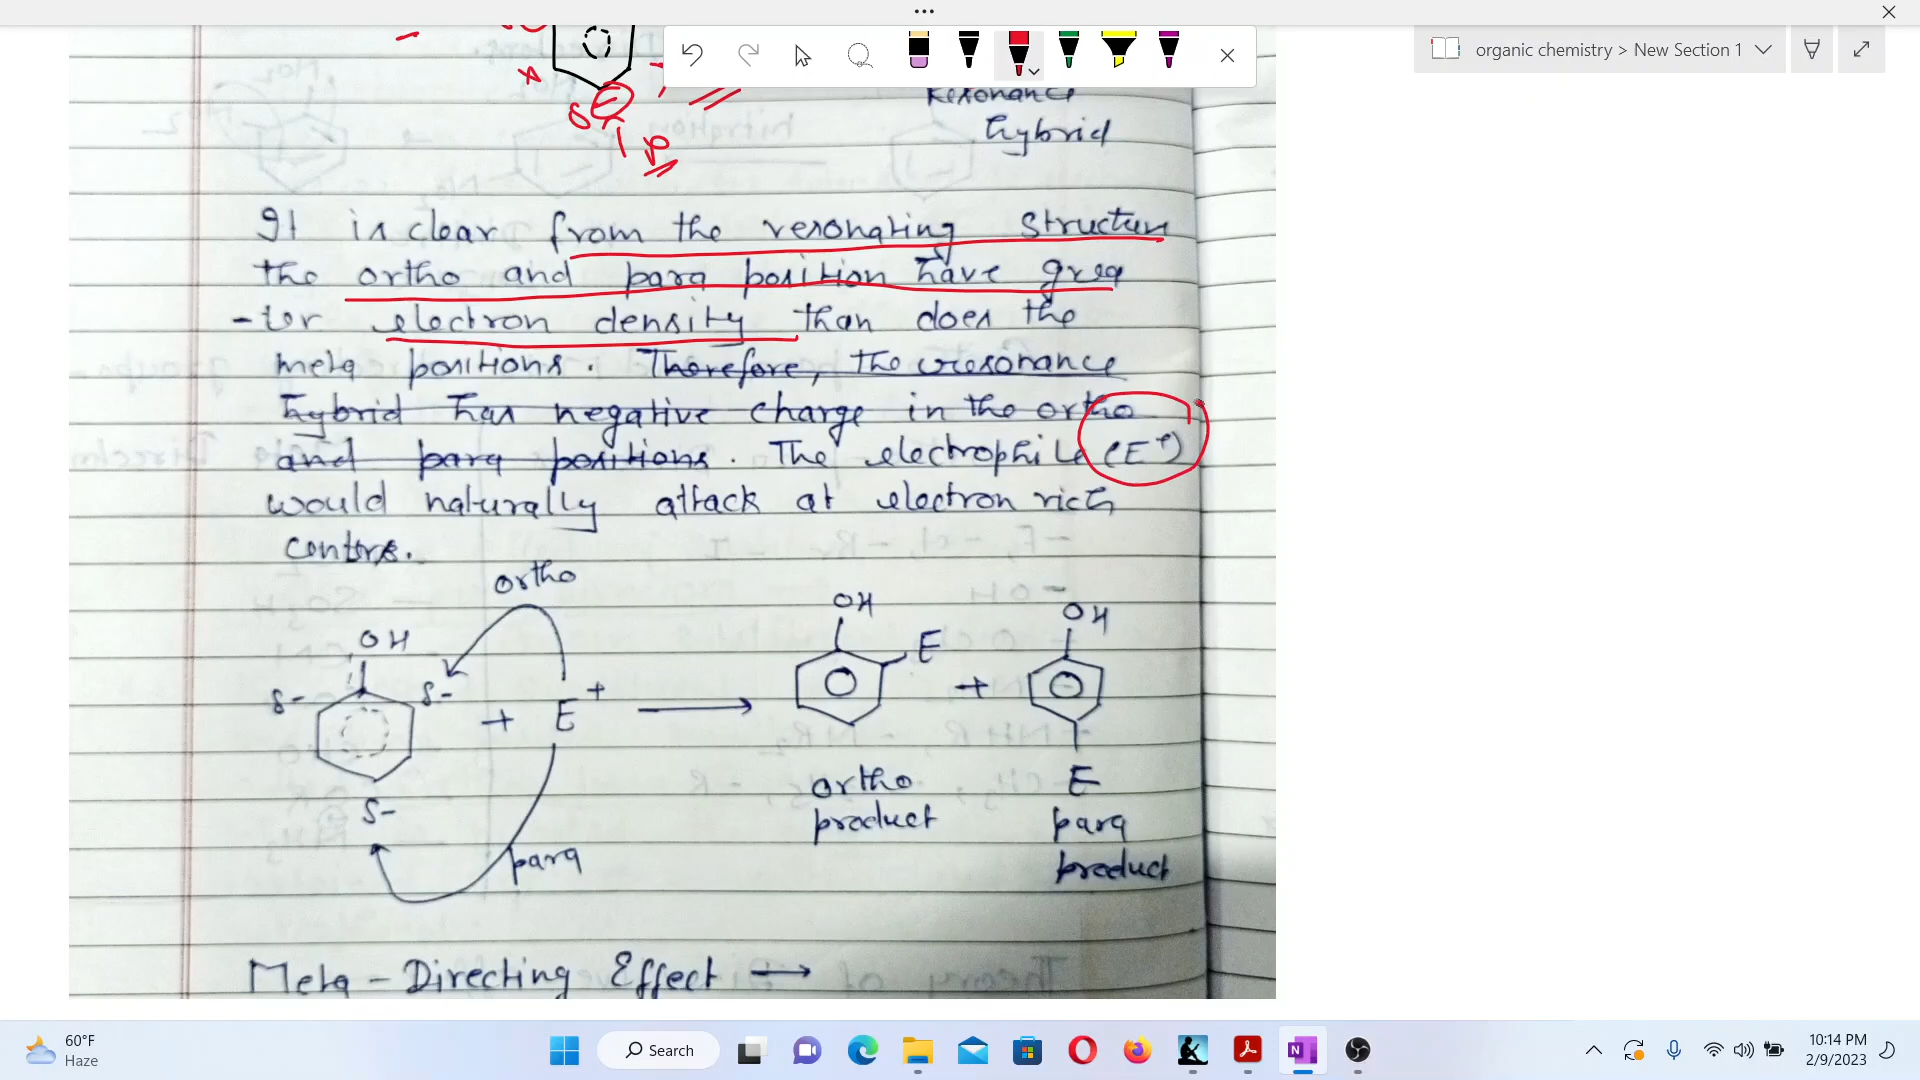 organic chemistry > New Section 1
Resonance
hybrid
It is clear from the resonating structure
the ortho and para position have grea
-ter electron density than does the
meta positions. Therefore, the resonance
hybrid has negative charge in the ortho
and para positions. The electrophile (E+)
would naturally attack at electron rich
centers.
ortho
OH
δ-
δ-
+
E+
δ-
para
OH
E
ortho
product
+
OH
E
para
product
Meta-Directing Effect →
60°F
Haze
Search
10:14 PM
2/9/2023